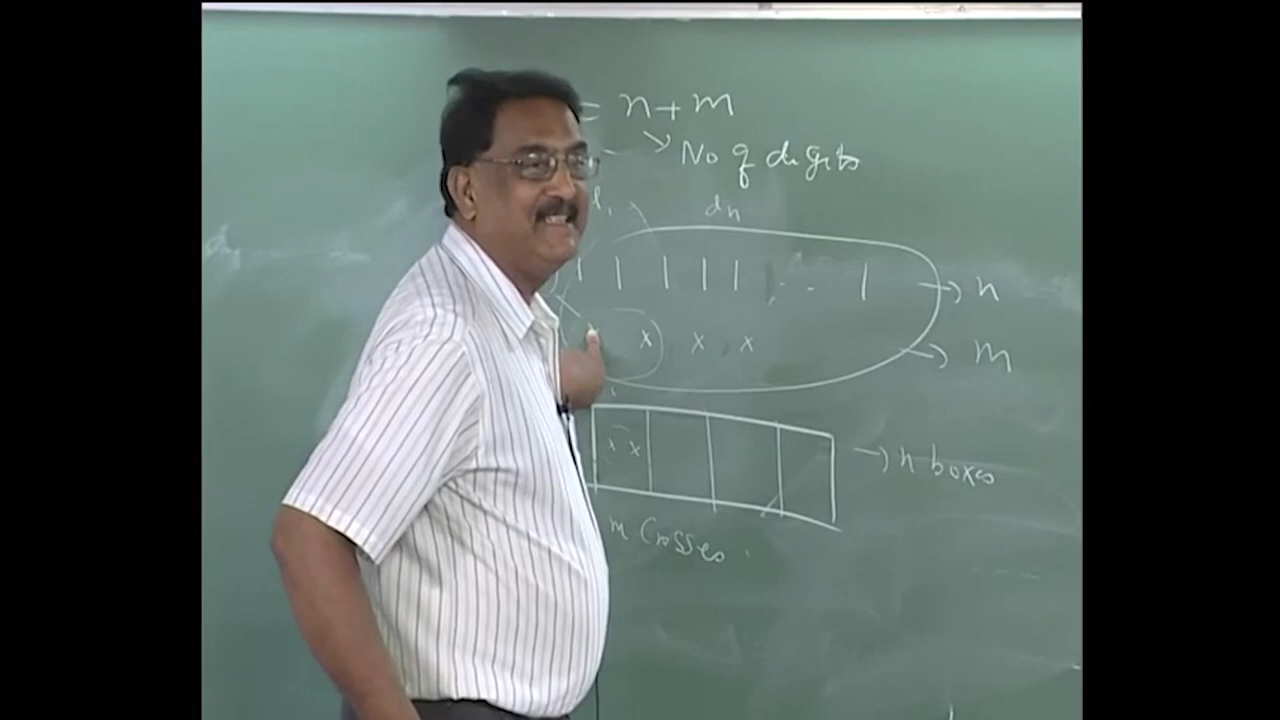 = n + m
→ No of digits
d1 dn
| | | | | | . . . | → n
x x x → m
x x → n boxes
m Crosses